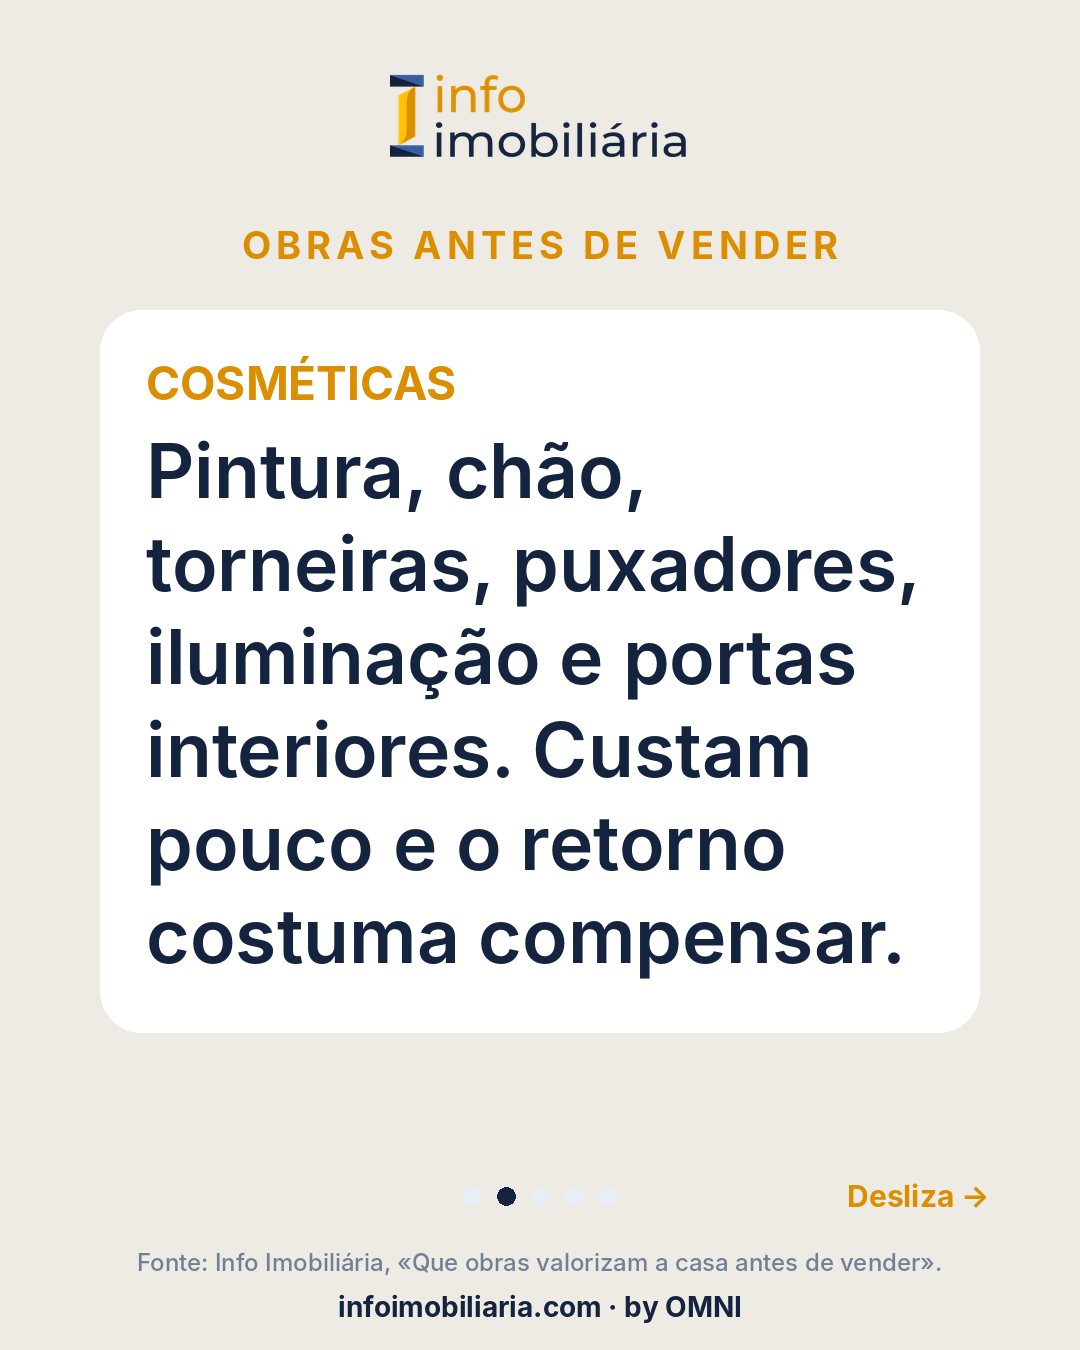 info
imobiliária
OBRAS ANTES DE VENDER
COSMÉTICAS
Pintura, chão,
torneiras, puxadores,
iluminação e portas
interiores. Custam
pouco e o retorno
costuma compensar.
Desliza →
Fonte: Info Imobiliária, «Que obras valorizam a casa antes de vender».
infoimobiliaria.com · by OMNI